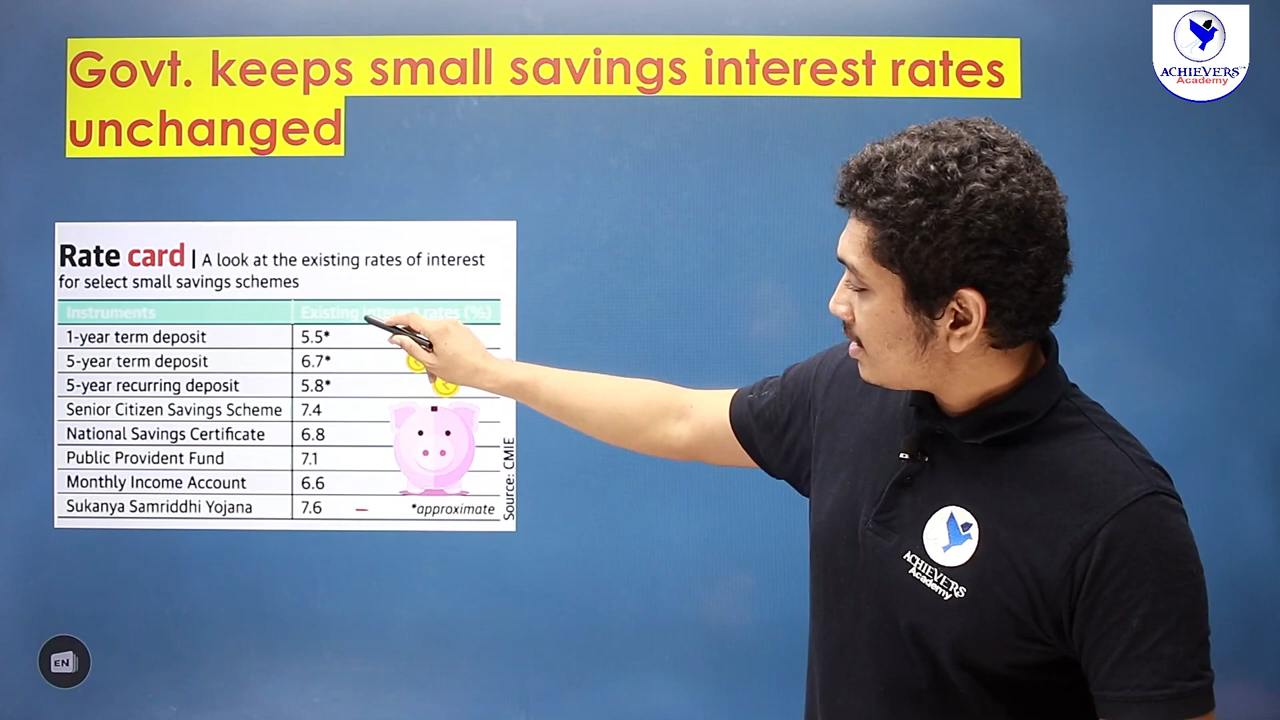 Govt. keeps small savings interest rates
unchanged
ACHIEVERS
Academy
Rate card | A look at the existing rates of interest
for select small savings schemes
Instruments Existing interest rates (%)
1-year term deposit 5.5*
5-year term deposit 6.7*
5-year recurring deposit 5.8*
Senior Citizen Savings Scheme 7.4
National Savings Certificate 6.8
Public Provident Fund 7.1
Monthly Income Account 6.6
Sukanya Samriddhi Yojana 7.6
*approximate
Source: CMIE
ACHIEVERS
Academy
EN